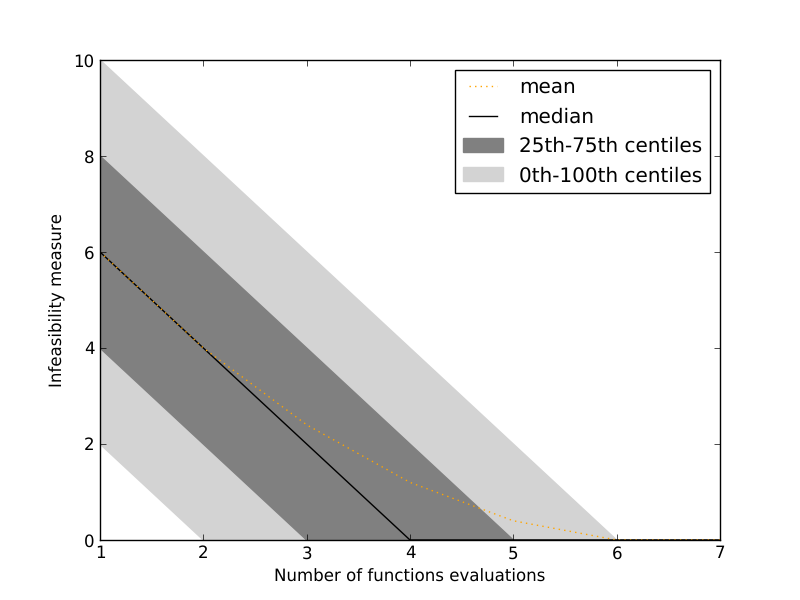 10
8
6
4
2
0
Infeasibility measure
mean
median
25th-75th centiles
0th-100th centiles
1 2 3 4 5 6 7
Number of functions evaluations